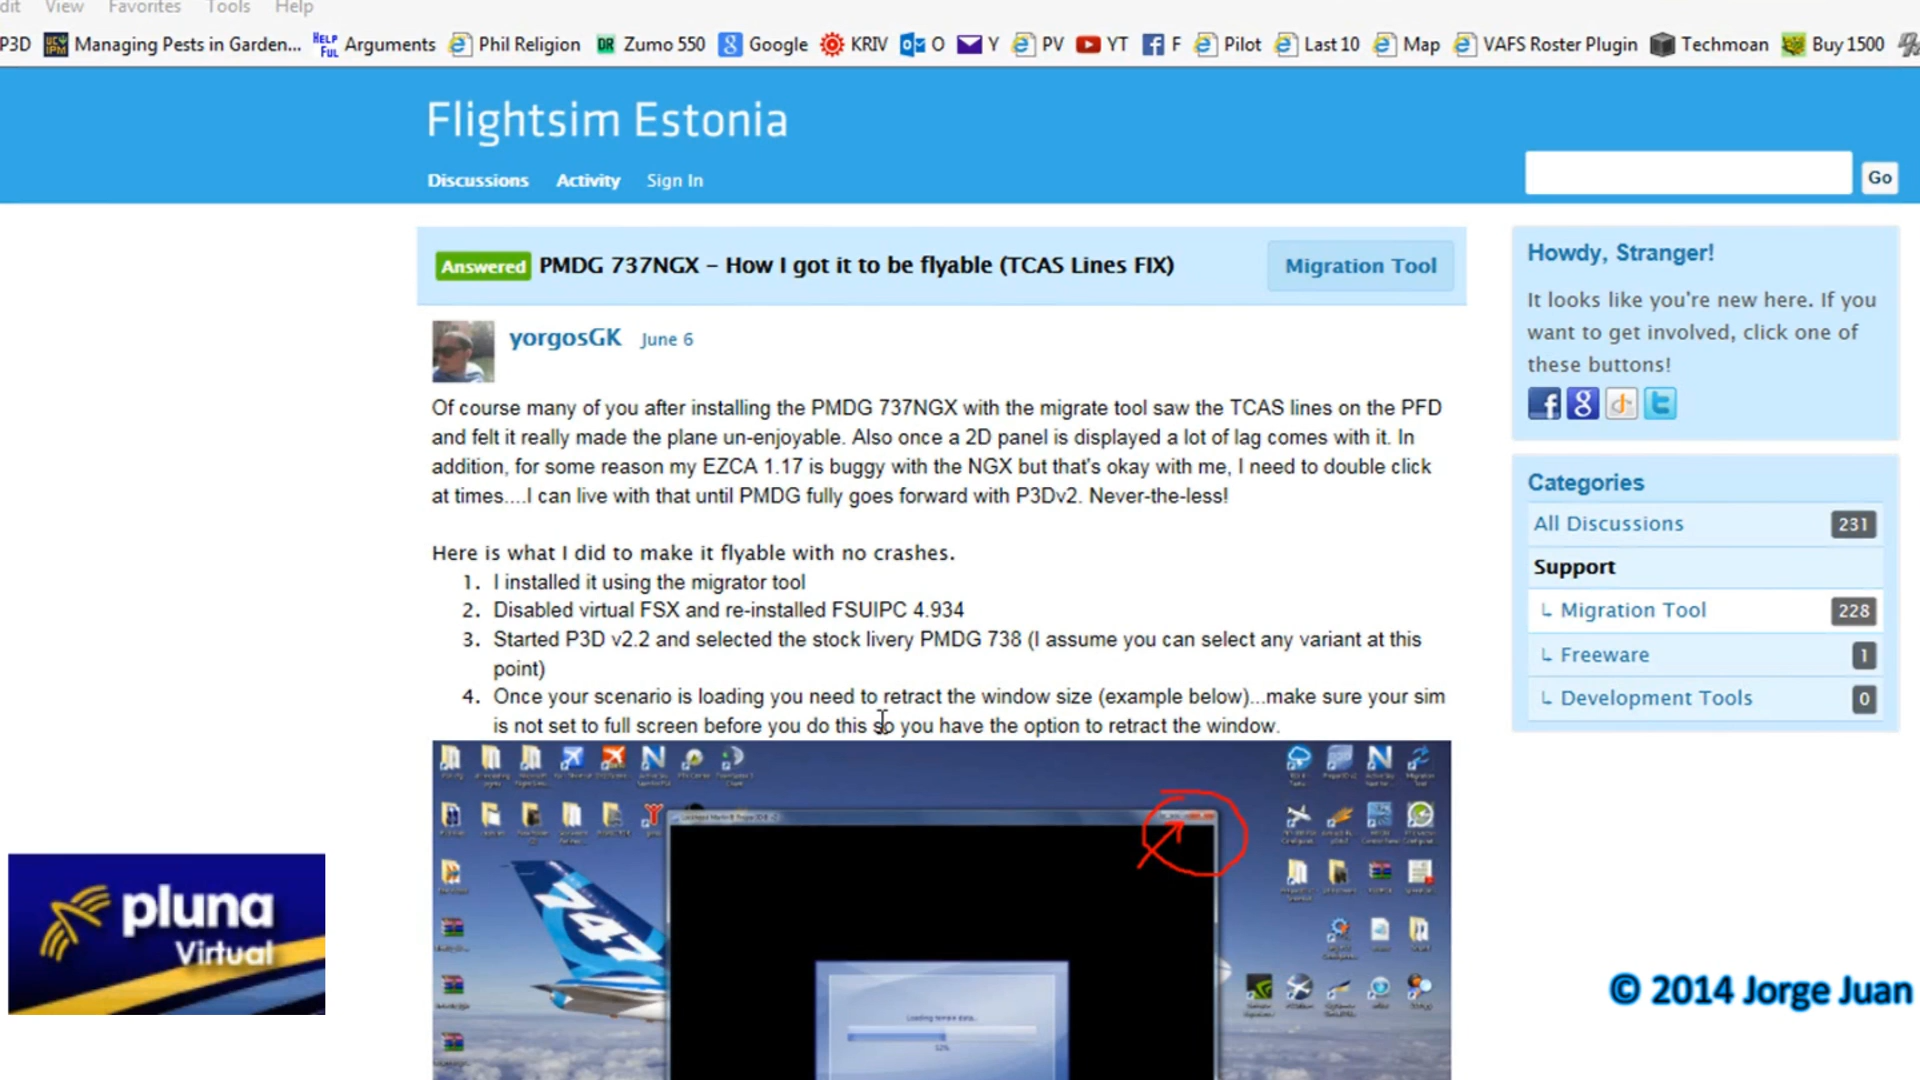 dit View Favorites Tools Help
P3D Managing Pests in Garden... HELP FUL Arguments Phil Religion DR Zumo 550 Google KRIV O Y PV YT F Pilot Last 10 Map VAFS Roster Plugin Techmoan Buy 1500
Flightsim Estonia
Discussions Activity Sign In
Go
Answered PMDG 737NGX – How I got it to be flyable (TCAS Lines FIX) Migration Tool
yorgosGK June 6
Of course many of you after installing the PMDG 737NGX with the migrate tool saw the TCAS lines on the PFD
and felt it really made the plane un-enjoyable. Also once a 2D panel is displayed a lot of lag comes with it. In
addition, for some reason my EZCA 1.17 is buggy with the NGX but that's okay with me, I need to double click
at times....I can live with that until PMDG fully goes forward with P3Dv2. Never-the-less!
Here is what I did to make it flyable with no crashes.
1. I installed it using the migrator tool
2. Disabled virtual FSX and re-installed FSUIPC 4.934
3. Started P3D v2.2 and selected the stock livery PMDG 738 (I assume you can select any variant at this
point)
4. Once your scenario is loading you need to retract the window size (example below)...make sure your sim
is not set to full screen before you do this so you have the option to retract the window.
747
Loading terrain data...
Howdy, Stranger!
It looks like you're new here. If you
want to get involved, click one of
these buttons!
Categories
All Discussions 231
Support
Migration Tool 228
Freeware 1
Development Tools 0
pluna
Virtual
© 2014 Jorge Juan